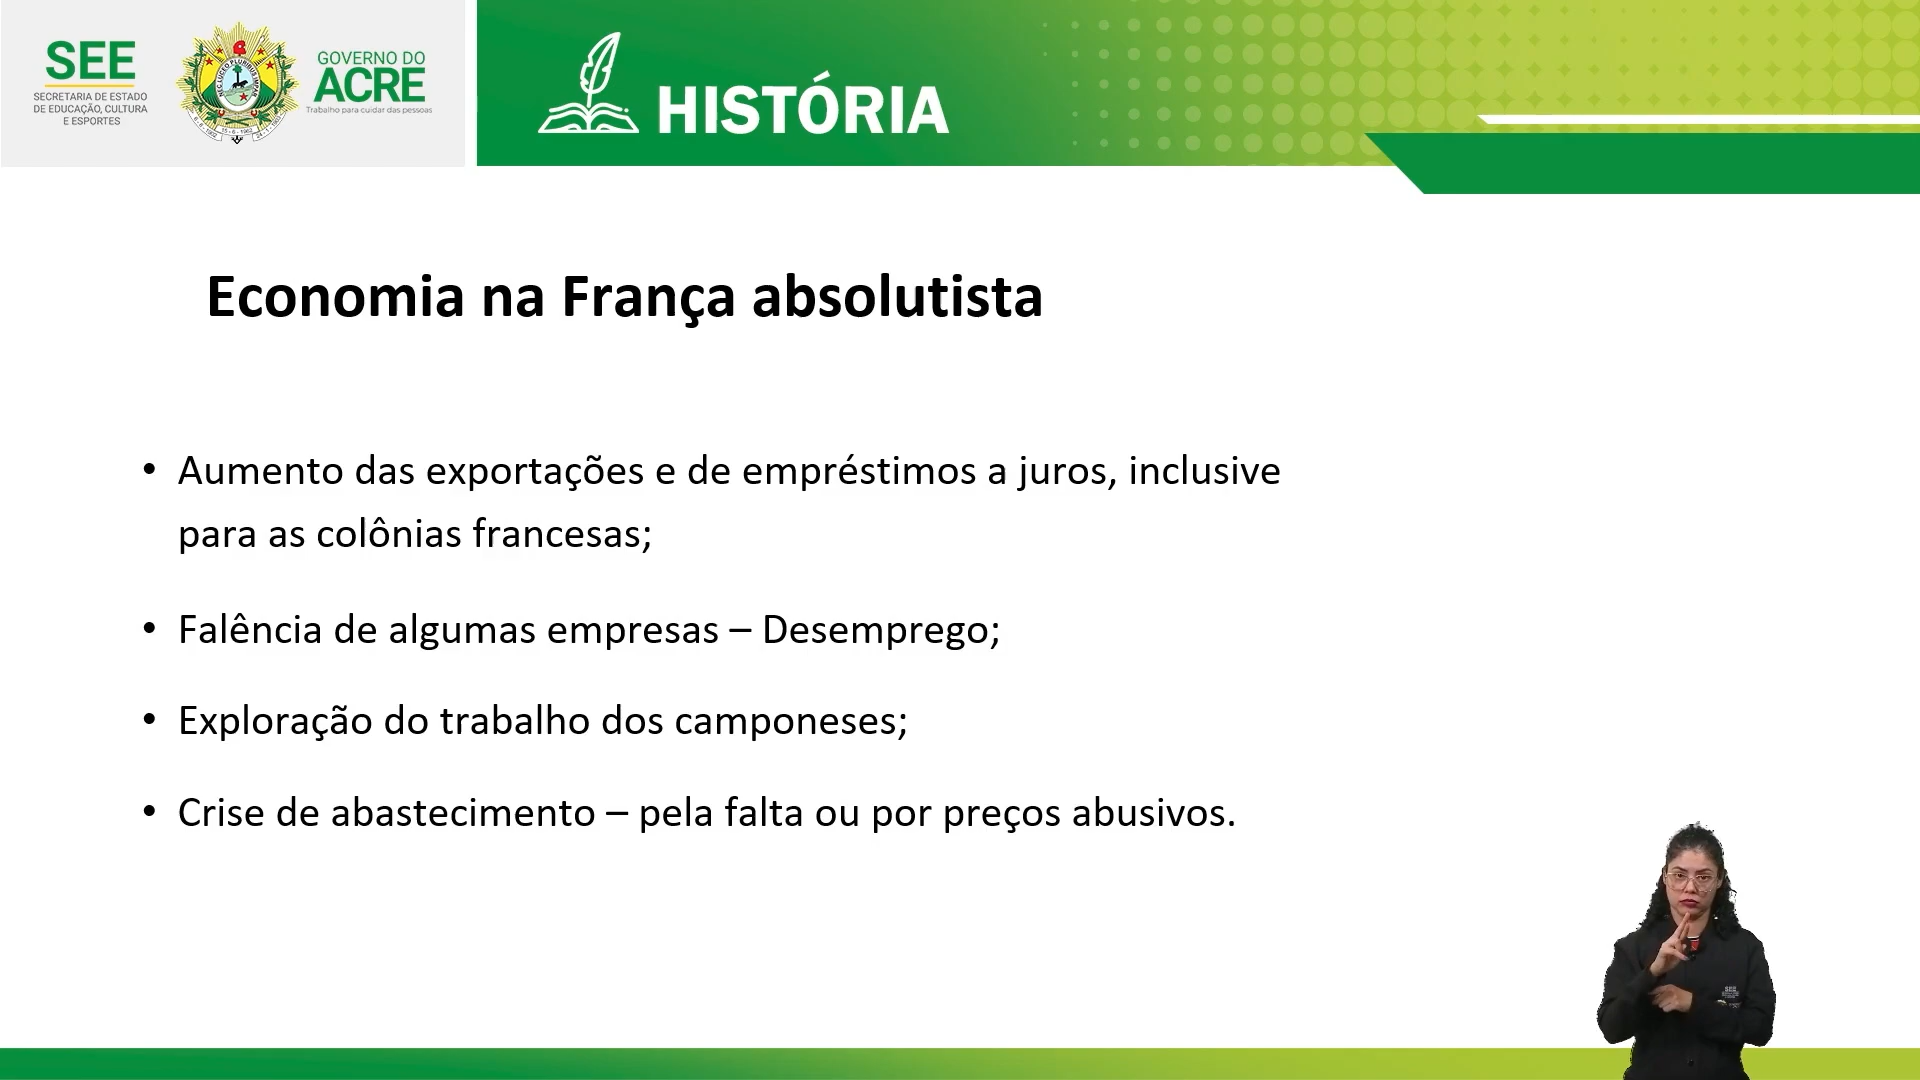 SEE
SECRETARIA DE ESTADO
DE EDUCAÇÃO, CULTURA
E ESPORTES
GOVERNO DO
ACRE
Trabalho para cuidar das pessoas
HISTÓRIA
Economia na França absolutista
• Aumento das exportações e de empréstimos a juros, inclusive
para as colônias francesas;
• Falência de algumas empresas – Desemprego;
• Exploração do trabalho dos camponeses;
• Crise de abastecimento – pela falta ou por preços abusivos.
SEE